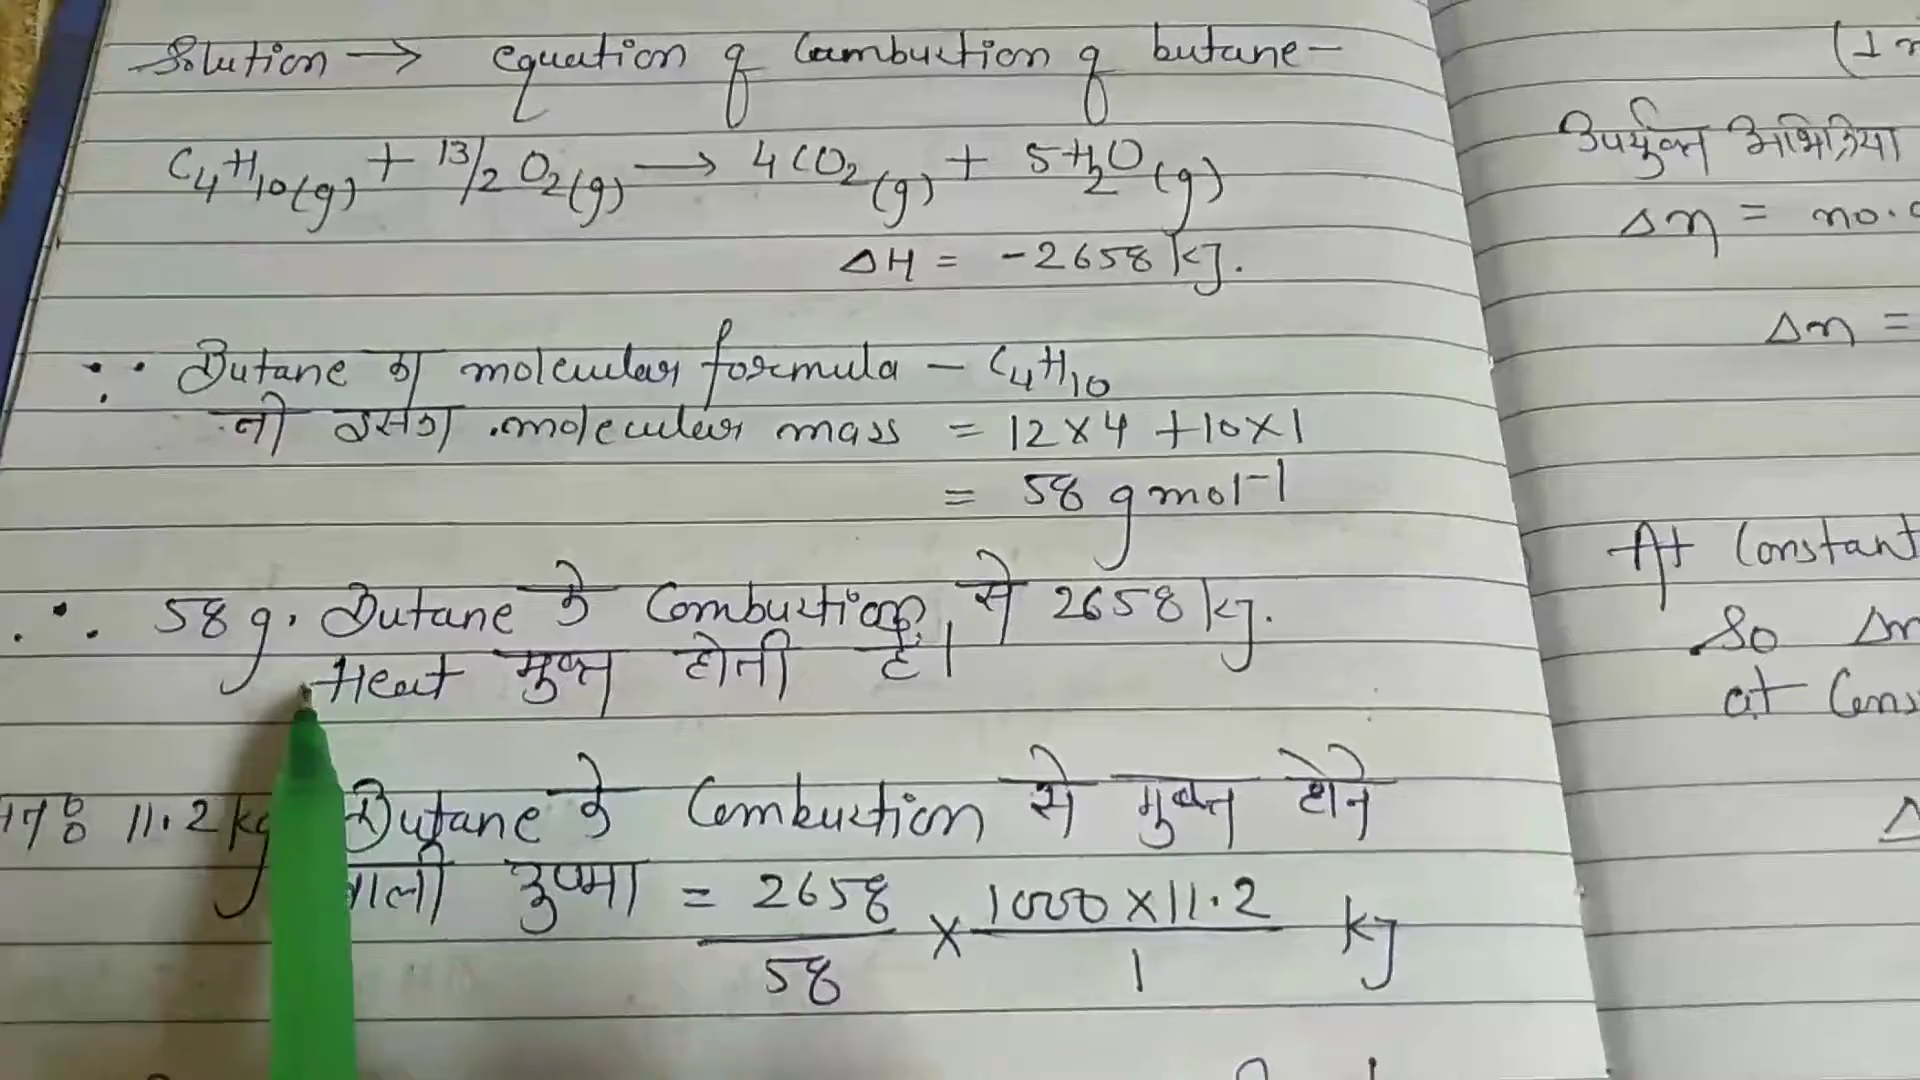 Solution → equation of Combustion of butane –
C₄H₁₀(g) + 13/2 O₂(g) → 4CO₂(g) + 5H₂O(g)
ΔH = -2658 kJ.
∵ Butane का molecular formula – C₄H₁₀
तो इसका molecular mass = 12×4 + 10×1
= 58 g mol-1
∴ 58 g. Butane के Combustion से 2658 kJ.
Heat मुक्त होती है।
11.2 kg Butane के Combustion से मुक्त होने
वाली ऊष्मा = 2658/58 × 1000×11.2/1 kJ
(1
उपर्युक्त अभिक्रिया
Δn = no.
Δn =
At Constant
So Δn
at Cons
Δ